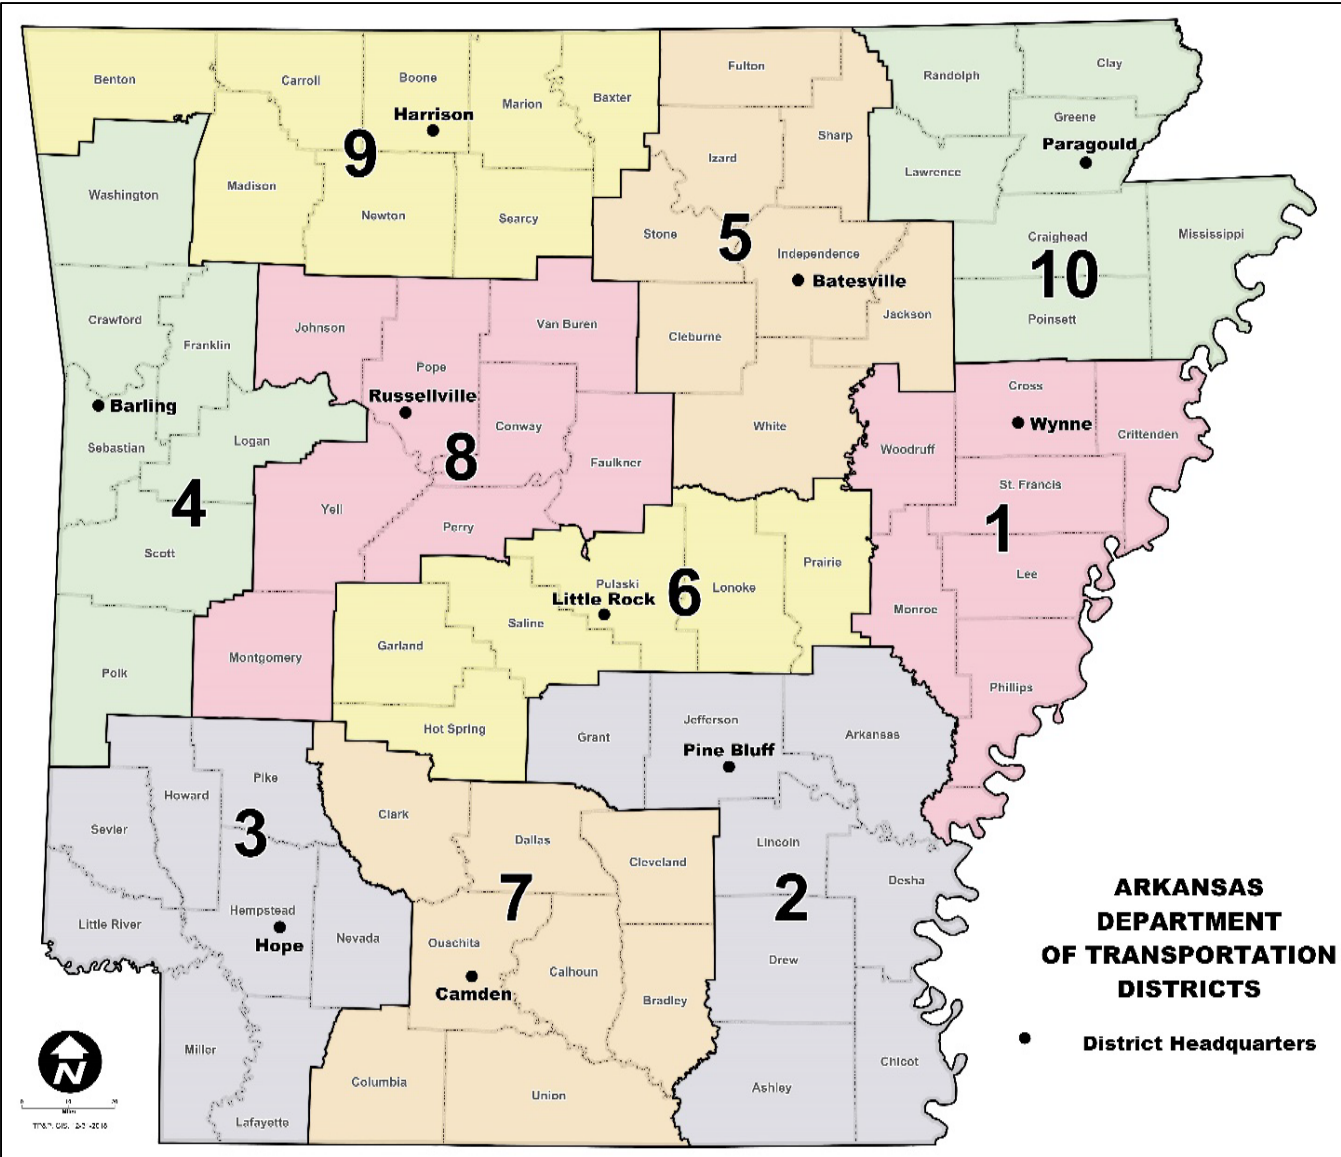 Benton
Carroll
Boone
Harrison
Marion
Baxter
9
Madison
Newton
Searcy
Fulton
Sharp
Izard
Stone
5
Independence
Batesville
Jackson
Cleburne
White
Randolph
Clay
Greene
Paragould
Lawrence
Craighead
Mississippi
10
Poinsett
Washington
Crawford
Franklin
Barling
Sebastian
Logan
4
Scott
Polk
Johnson
Van Buren
Pope
Russellville
Conway
8
Faulkner
Yell
Perry
Montgomery
Cross
Wynne
Crittenden
Woodruff
St. Francis
1
Lee
Monroe
Phillips
Pulaski
Little Rock
6
Lonoke
Prairie
Saline
Garland
Hot Spring
Grant
Jefferson
Pine Bluff
Arkansas
Lincoln
Desha
2
Drew
Ashley
Chicot
Pike
Howard
Sevier
3
Hempstead
Hope
Little River
Nevada
Miller
Lafayette
Clark
Dallas
Cleveland
7
Ouachita
Camden
Calhoun
Bradley
Columbia
Union
ARKANSAS
DEPARTMENT
OF TRANSPORTATION
DISTRICTS
District Headquarters
N